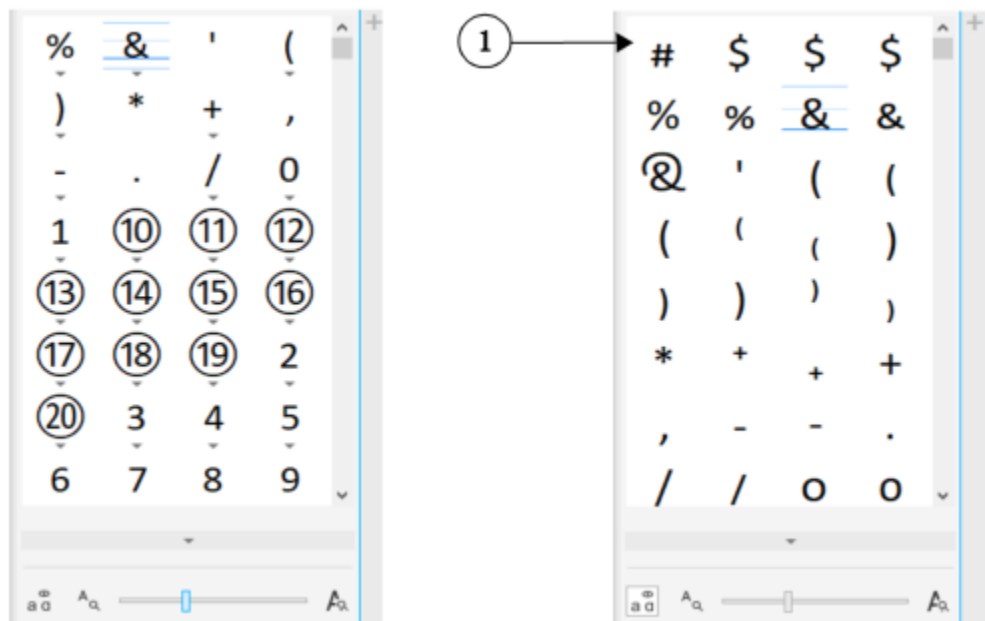 % & ' (
) * + ,
- . / 0
1 ⑩ ⑪ ⑫
⑬ ⑭ ⑮ ⑯
⑰ ⑱ ⑲ 2
⑳ 3 4 5
6 7 8 9
①
# $ $ $
% % & &
& ' ( (
( ( ( )
) ) ) )
* + + +
, - - .
/ / o o